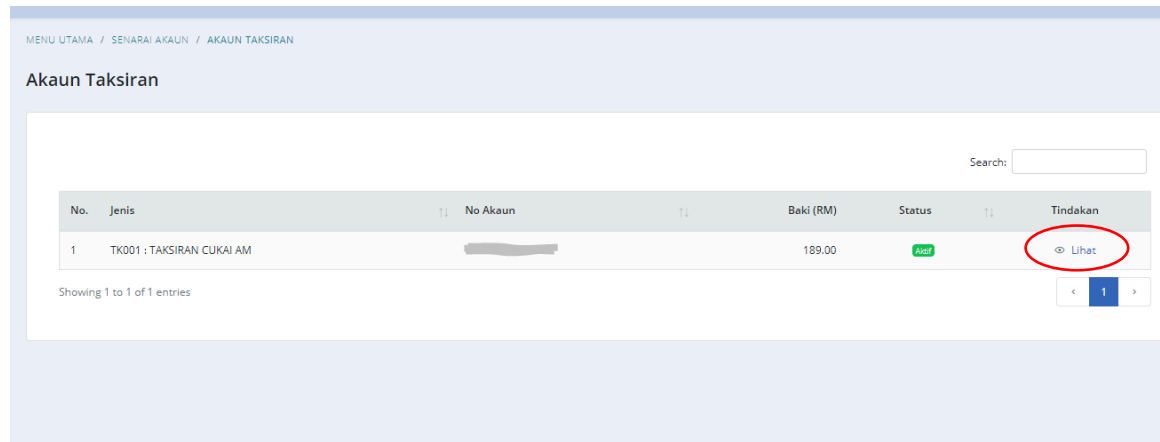 MENU UTAMA / SENARAI AKAUN / AKAUN TAKSIRAN
Akaun Taksiran
Search:
No. Jenis No Akaun Baki (RM) Status Tindakan
1 TK001 : TAKSIRAN CUKAI AM 189.00 Aktif Lihat
Showing 1 to 1 of 1 entries
‹ 1 ›